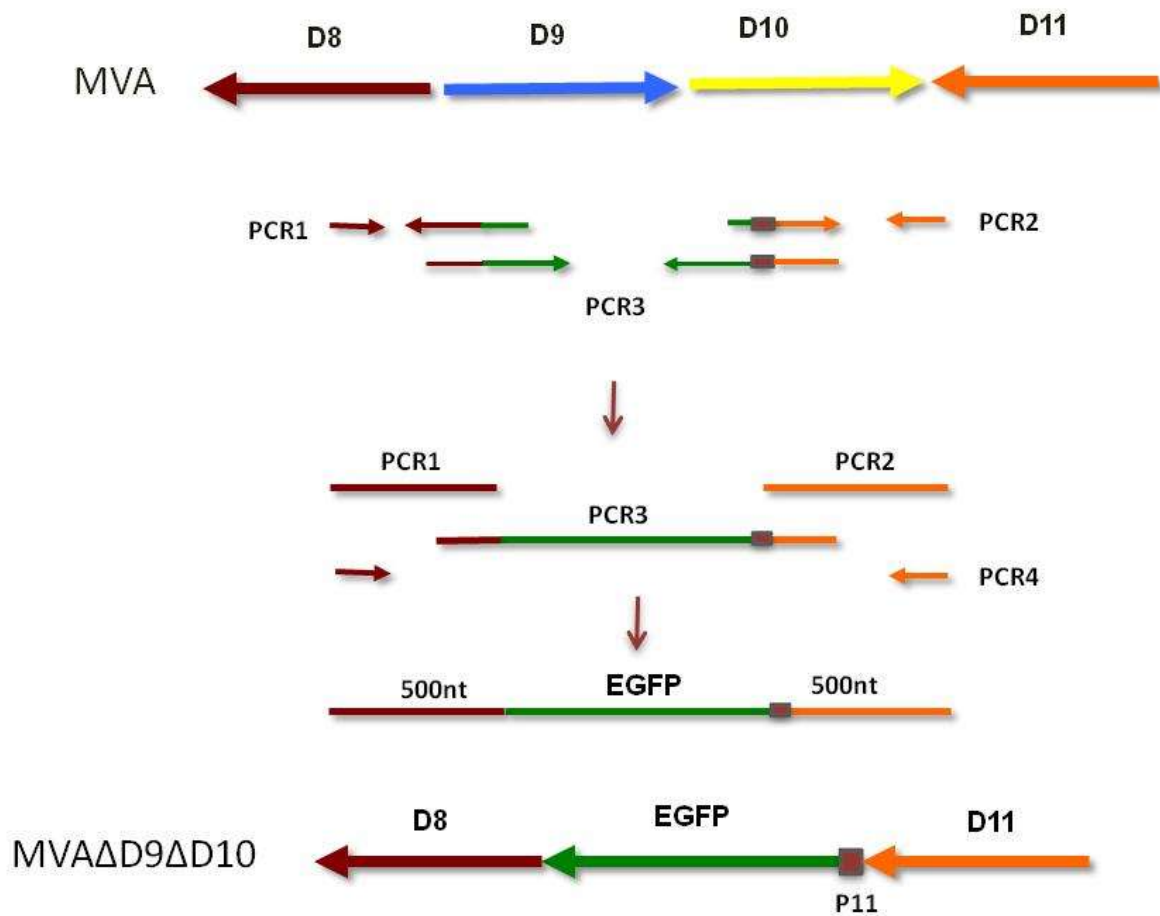 D8 D9 D10 D11
MVA
PCR1 PCR2
PCR3
PCR1 PCR2
PCR3
PCR4
500nt EGFP 500nt
D8 EGFP D11
MVAΔD9ΔD10
P11